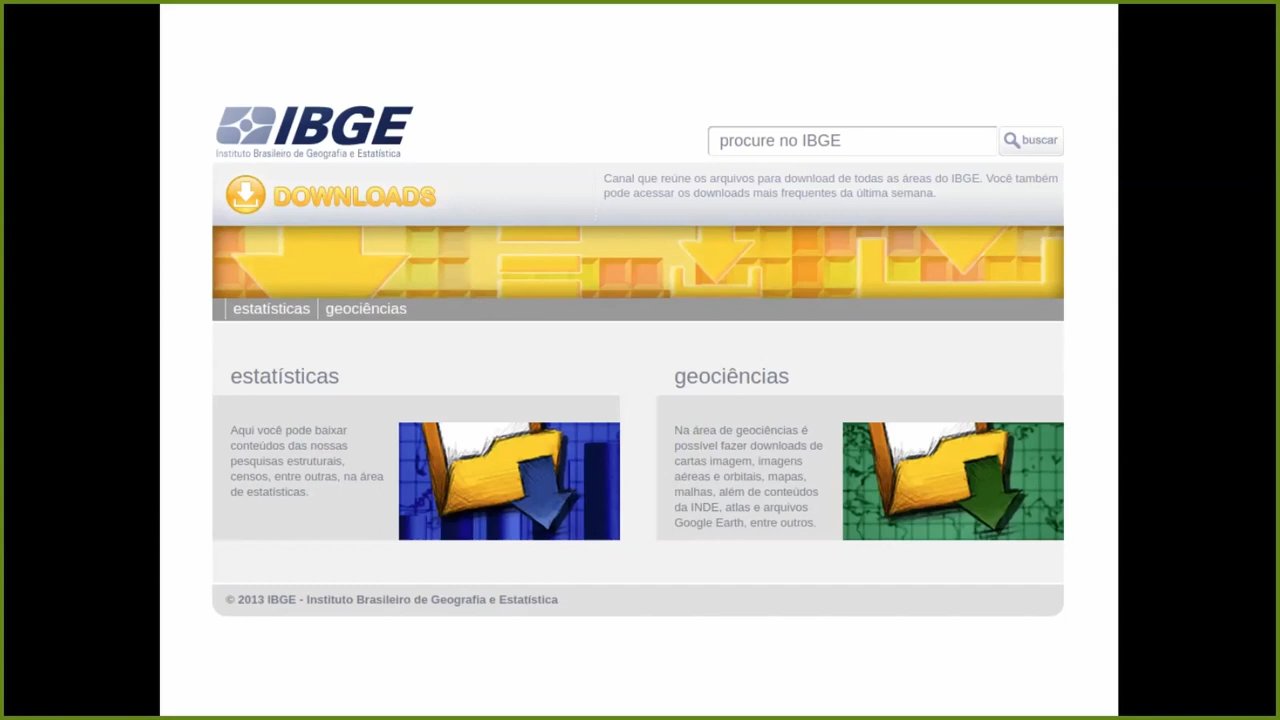 IBGE
Instituto Brasileiro de Geografia e Estatística
procure no IBGE
buscar
DOWNLOADS
Canal que reúne os arquivos para download de todas as áreas do IBGE. Você também
pode acessar os downloads mais frequentes da última semana.
estatísticas
geociências
estatísticas
Aqui você pode baixar
conteúdos das nossas
pesquisas estruturais,
censos, entre outras, na área
de estatísticas.
geociências
Na área de geociências é
possível fazer downloads de
cartas imagem, imagens
aéreas e orbitais, mapas,
malhas, além de conteúdos
da INDE, atlas e arquivos
Google Earth, entre outros.
© 2013 IBGE - Instituto Brasileiro de Geografia e Estatística